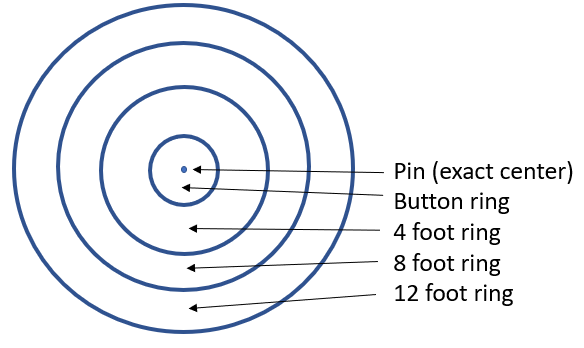 Pin (exact center)
Button ring
4 foot ring
8 foot ring
12 foot ring